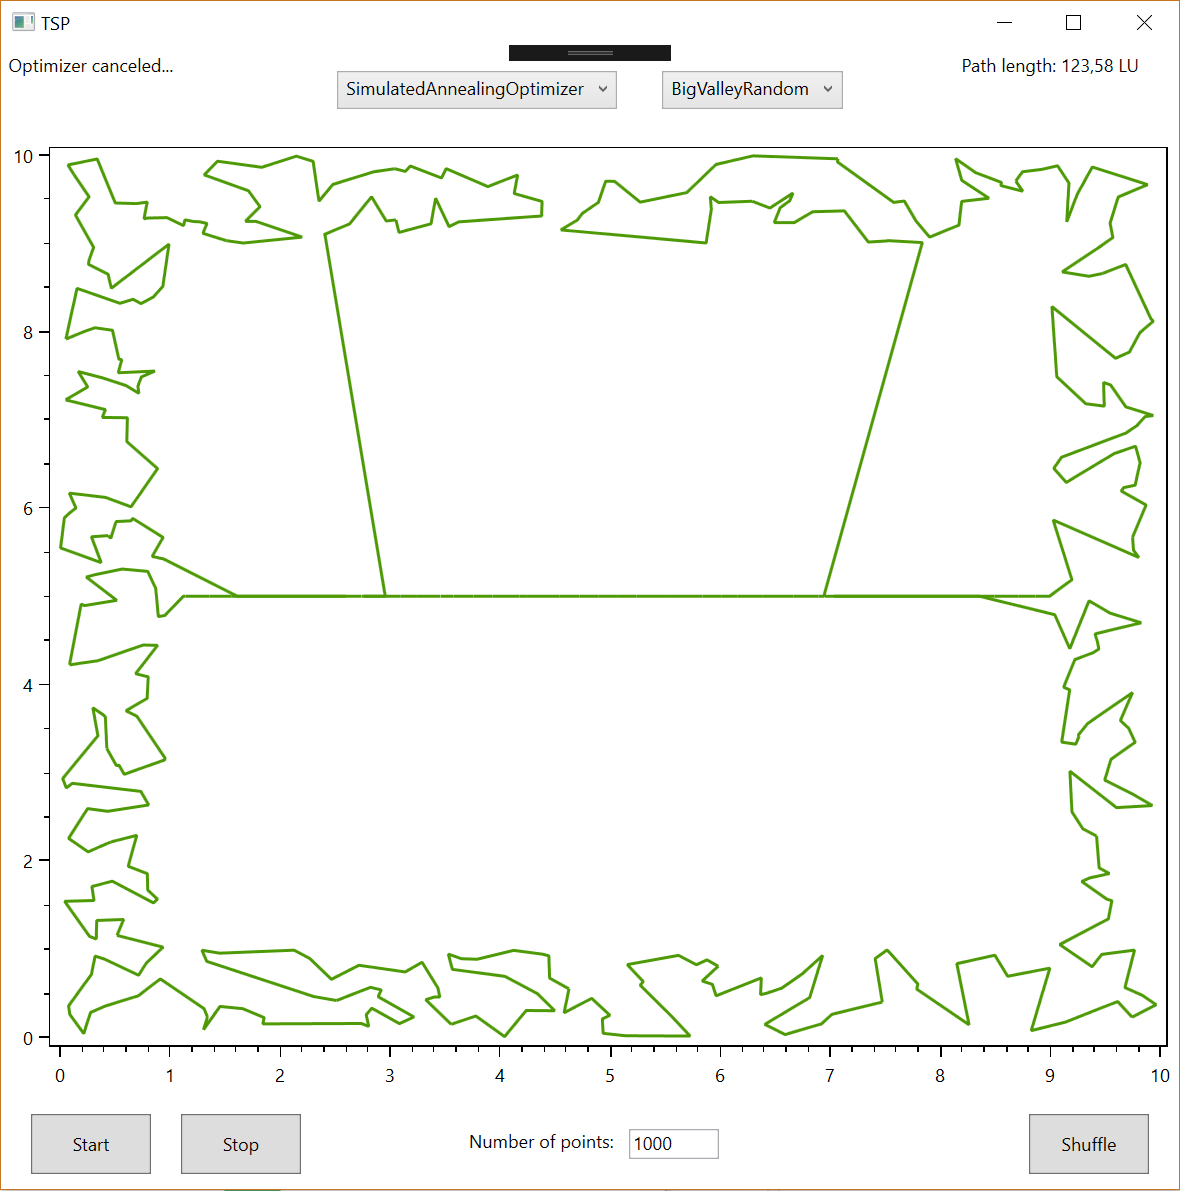 TSP
Optimizer canceled...
Path length: 123,58 LU
SimulatedAnnealingOptimizer
BigValleyRandom
10
8
6
4
2
0
0 1 2 3 4 5 6 7 8 9 10
Start
Stop
Number of points: 1000
Shuffle